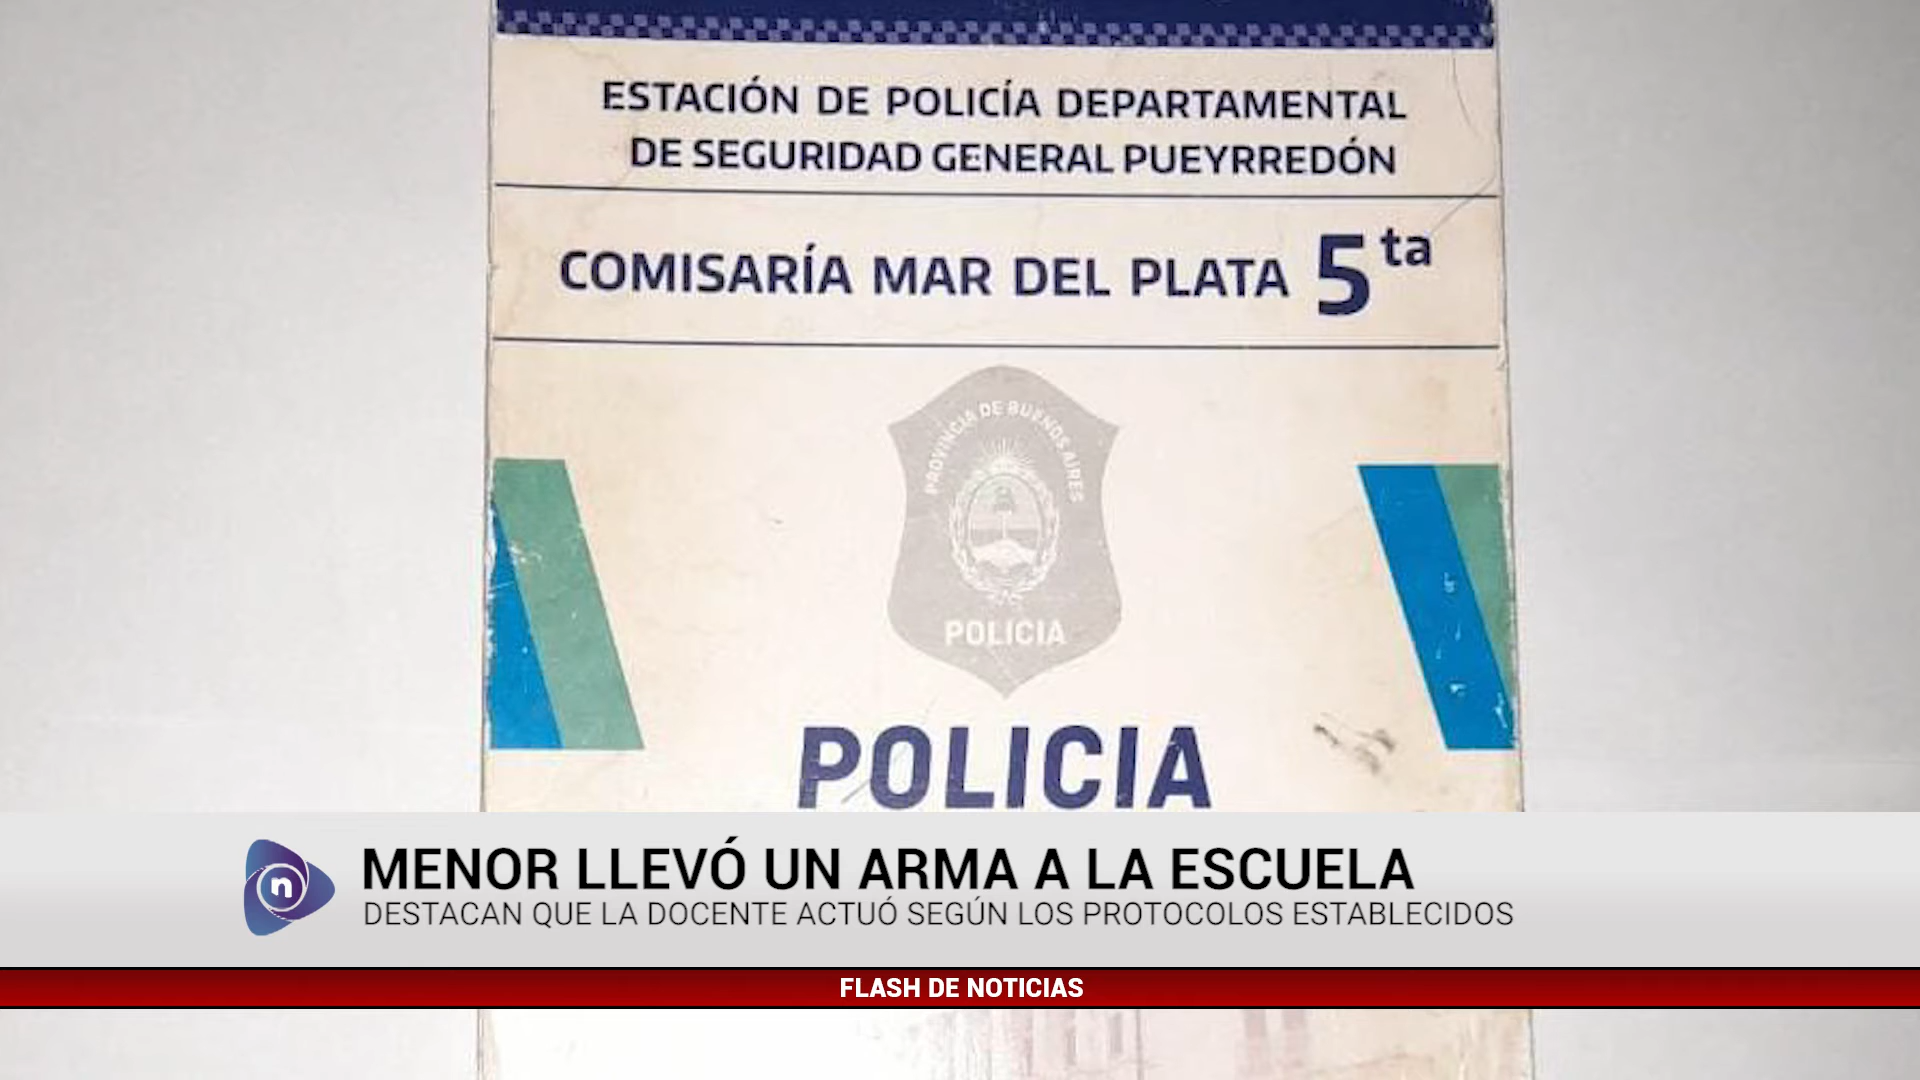 ESTACIÓN DE POLICÍA DEPARTAMENTAL
DE SEGURIDAD GENERAL PUEYRREDÓN
COMISARÍA MAR DEL PLATA 5ta
PROVINCIA DE BUENOS AIRES
POLICIA
POLICIA
n
MENOR LLEVÓ UN ARMA A LA ESCUELA
DESTACAN QUE LA DOCENTE ACTUÓ SEGÚN LOS PROTOCOLOS ESTABLECIDOS
FLASH DE NOTICIAS